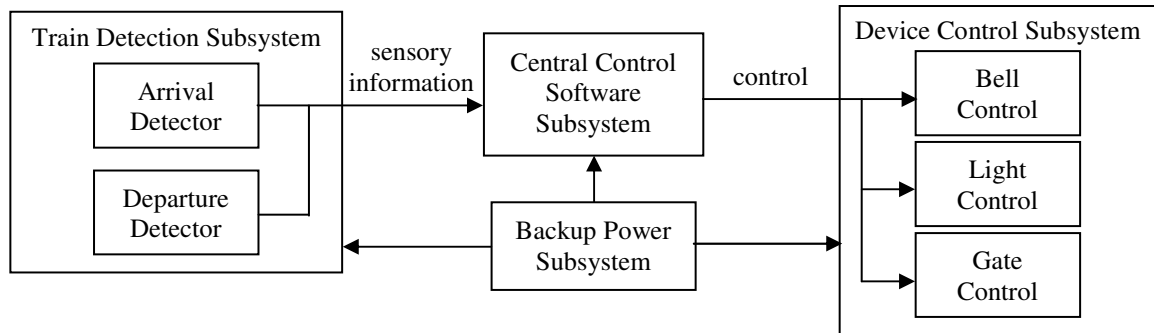 Train Detection Subsystem
Arrival
Detector
Departure
Detector
sensory
information
Central Control
Software
Subsystem
Backup Power
Subsystem
control
Device Control Subsystem
Bell
Control
Light
Control
Gate
Control